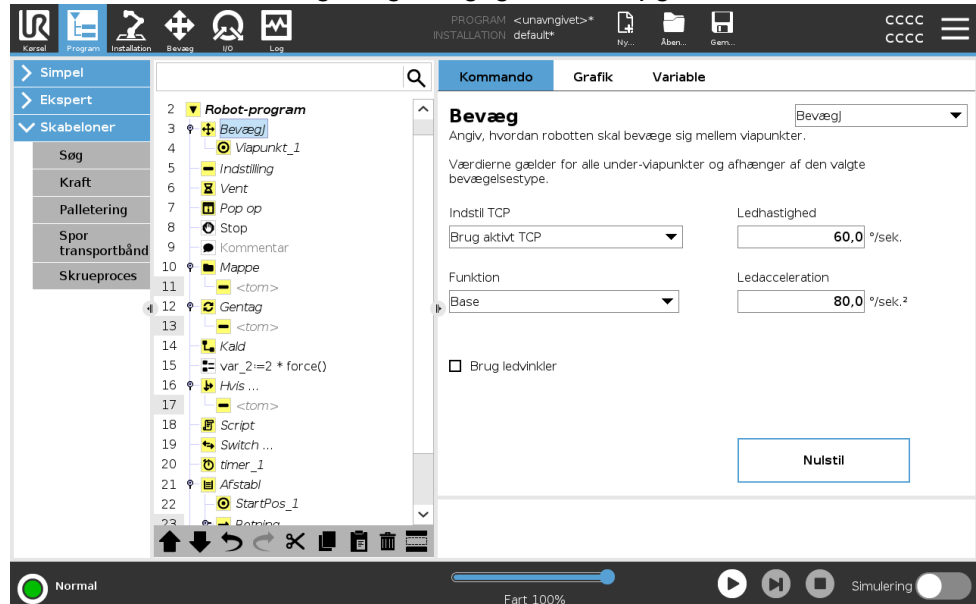 PROGRAM <unavngivet>*
INSTALLATION default*
Kørsel
Program
Installation
Bevæg
I/O
Log
Ny...
Åben...
Gem...
CCCC
CCCC
Simpel
Ekspert
Skabeloner
Søg
Kraft
Palletering
Spor
transportbånd
Skrueproces
2 Robot-program
3 BevægJ
4 Viapunkt_1
5 Indstilling
6 Vent
7 Pop op
8 Stop
9 Kommentar
10 Mappe
11 <tom>
12 Gentag
13 <tom>
14 Kald
15 var_2:=2 * force()
16 Hvis ...
17 <tom>
18 Script
19 Switch ...
20 timer_1
21 Afstabl
22 StartPos_1
23 Retning
Kommando
Grafik
Variable
Bevæg
BevægJ
Angiv, hvordan robotten skal bevæge sig mellem viapunkter.
Værdierne gælder for alle under-viapunkter og afhænger af den valgte
bevægelsestype.
Indstil TCP
Ledhastighed
Brug aktivt TCP
60,0 °/sek.
Funktion
Ledacceleration
Base
80,0 °/sek.²
Brug ledvinkler
Nulstil
Normal
Fart 100%
Simulering